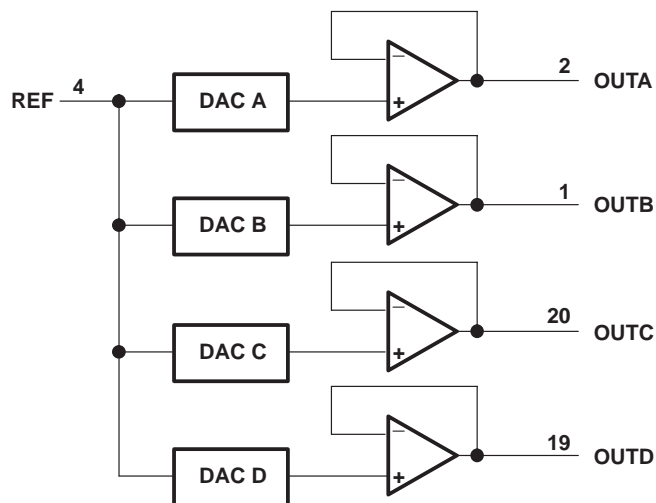 2 OUTA
REF 4 DAC A − +
1 OUTB
DAC B − +
20 OUTC
DAC C − +
19 OUTD
DAC D − +